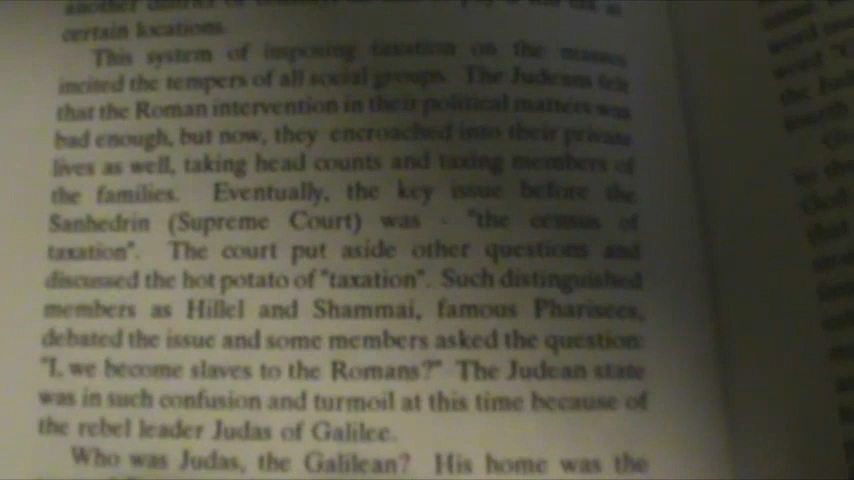 another district or
certain locations.
This system of imposing taxation on the masses
incited the tempers of all social groups. The Judeans felt
that the Roman intervention in their political matters was
bad enough, but now, they encroached into their private
lives as well, taking head counts and taxing members of
the families. Eventually, the key issue before the
Sanhedrin (Supreme Court) was - "the census of
taxation". The court put aside other questions and
discussed the hot potato of "taxation". Such distinguished
members as Hillel and Shammai, famous Pharisees,
debated the issue and some members asked the question:
"I, we become slaves to the Romans?" The Judean state
was in such confusion and turmoil at this time because of
the rebel leader Judas of Galilee.
Who was Judas, the Galilean? His home was the